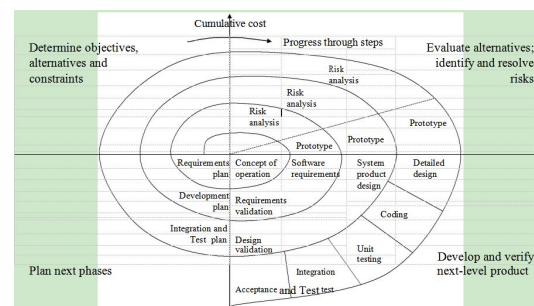 Cumulative cost
Progress through steps
Determine objectives,
alternatives and
constraints
Evaluate alternatives;
identify and resolve
risks
Risk
analysis
Risk
analysis
Risk
analysis
Prototype
Prototype
Prototype
Requirements
plan
Concept of
operation
Software
requirements
System
product
design
Detailed
design
Development
plan
Requirements
validation
Coding
Integration and
Test plan
Design
validation
Unit
testing
Integration
Acceptance and Test test
Plan next phases
Develop and verify
next-level product